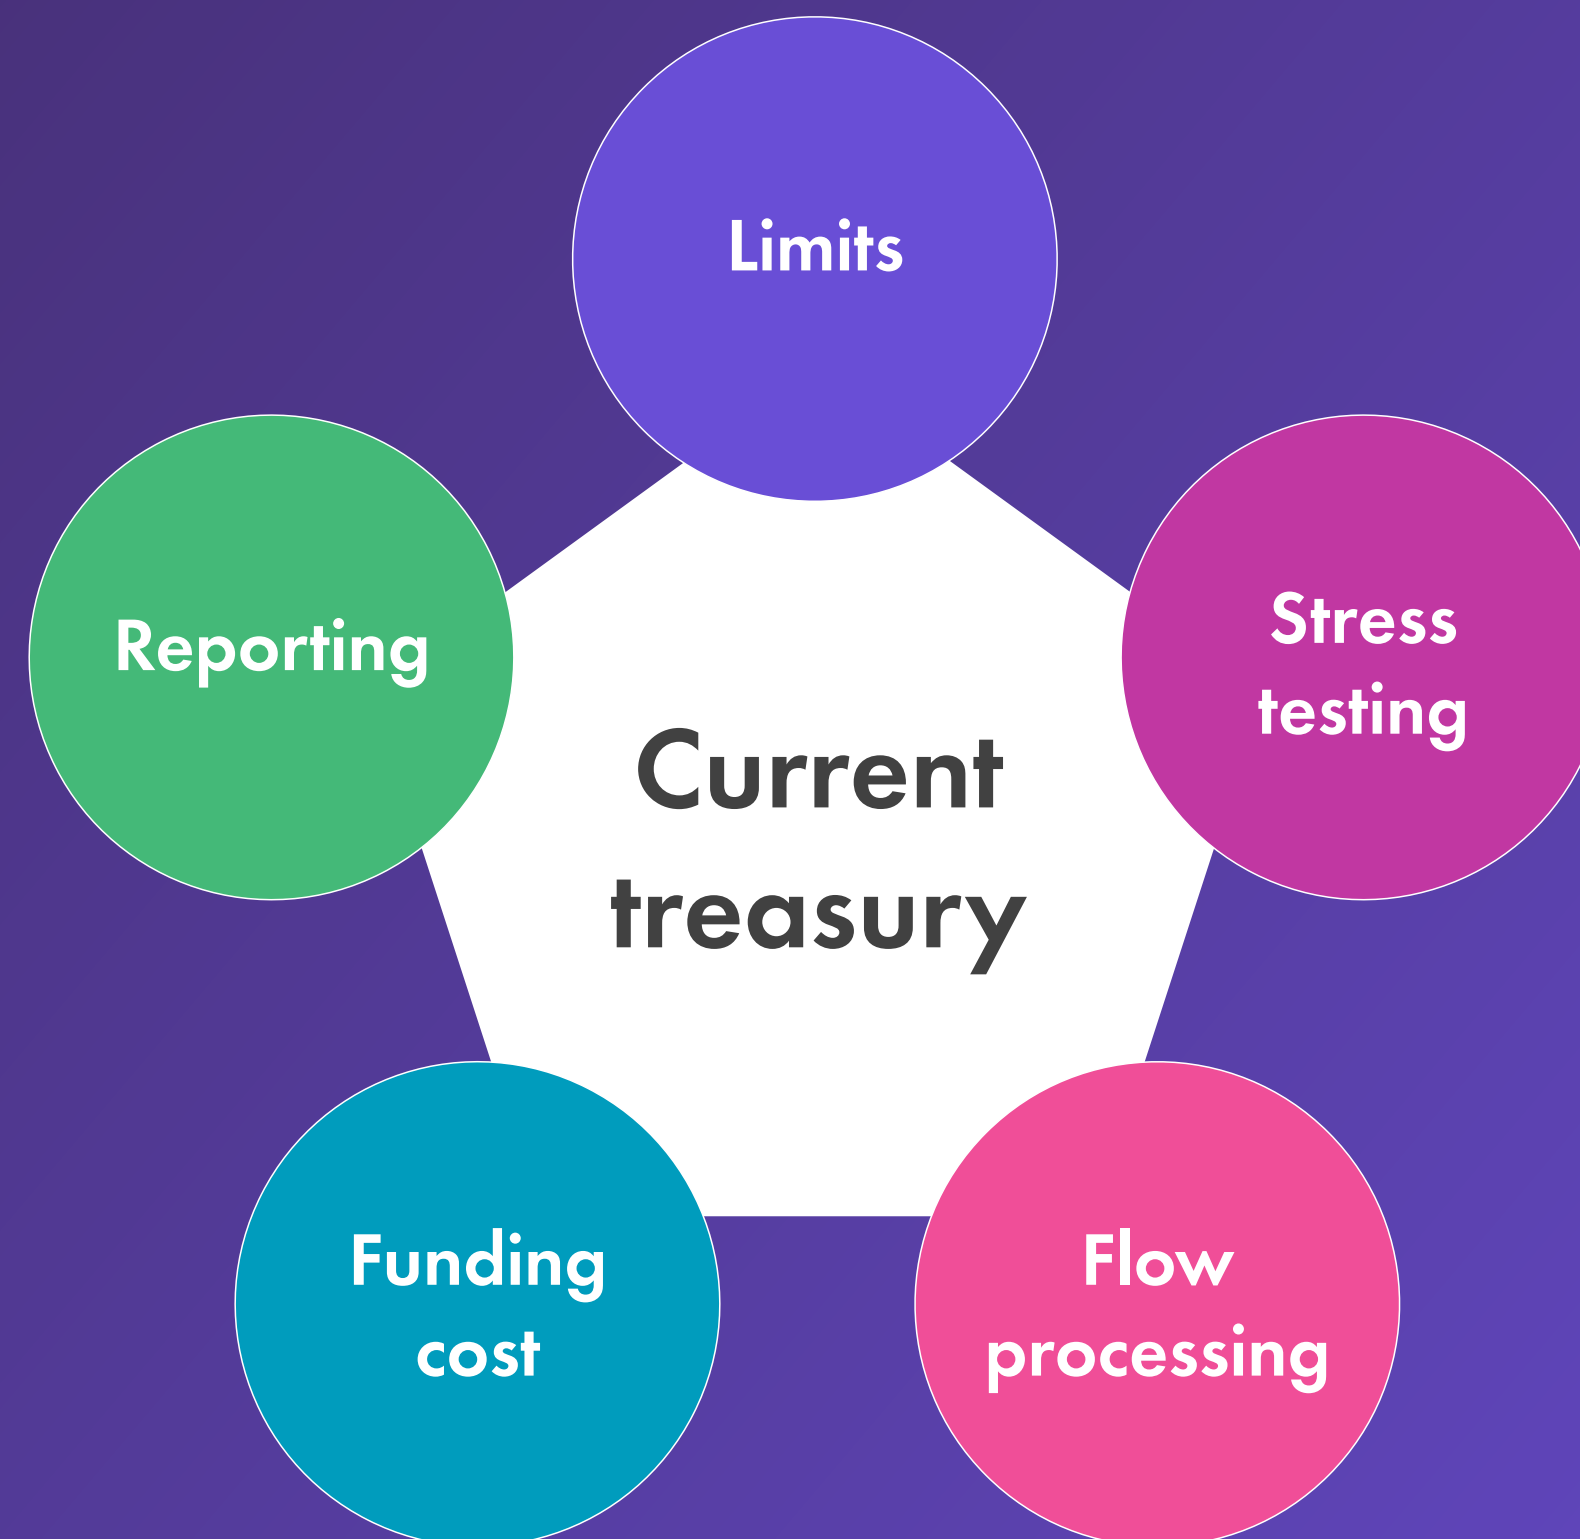 Limits
Reporting
Stress
testing
Current
treasury
Funding
cost
Flow
processing